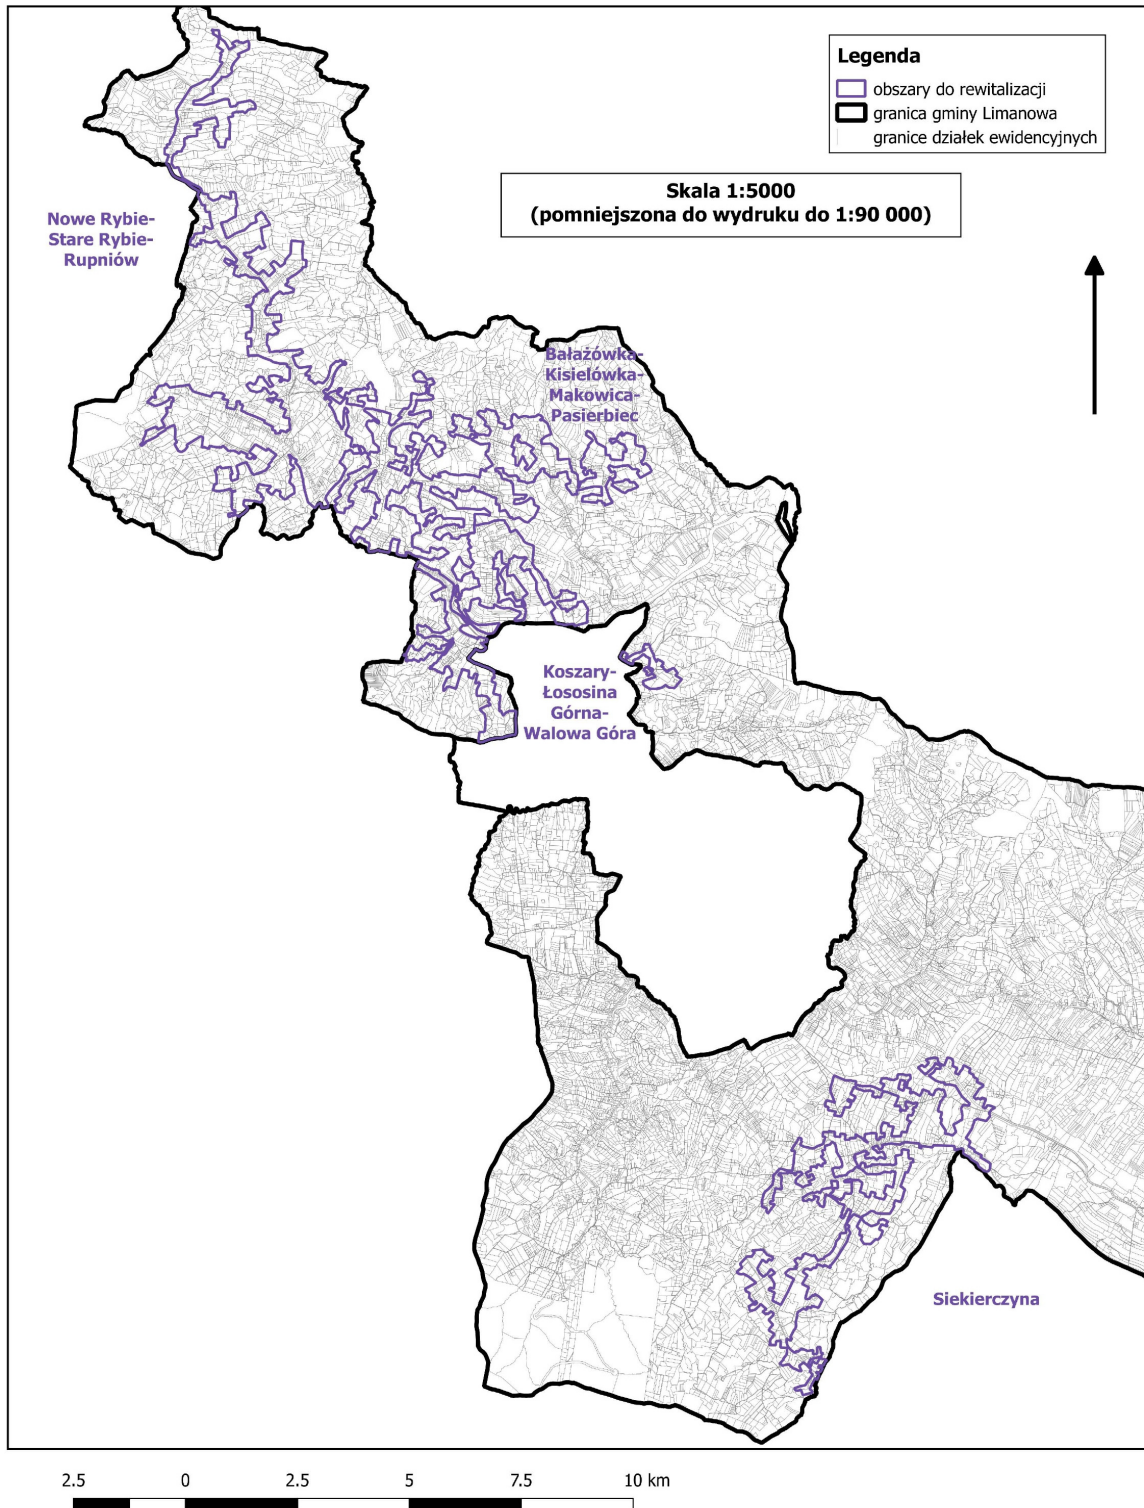 Legenda
obszary do rewitalizacji
granica gminy Limanowa
granice działek ewidencyjnych
Skala 1:5000
(pomniejszona do wydruku do 1:90 000)
Nowe Rybie-
Stare Rybie-
Rupniów
Bałażówka-
Kisielówka-
Makowica-
Pasierbiec
Koszary-
Łososina
Górna-
Walowa Góra
Siekierczyna
2.5 0 2.5 5 7.5 10 km